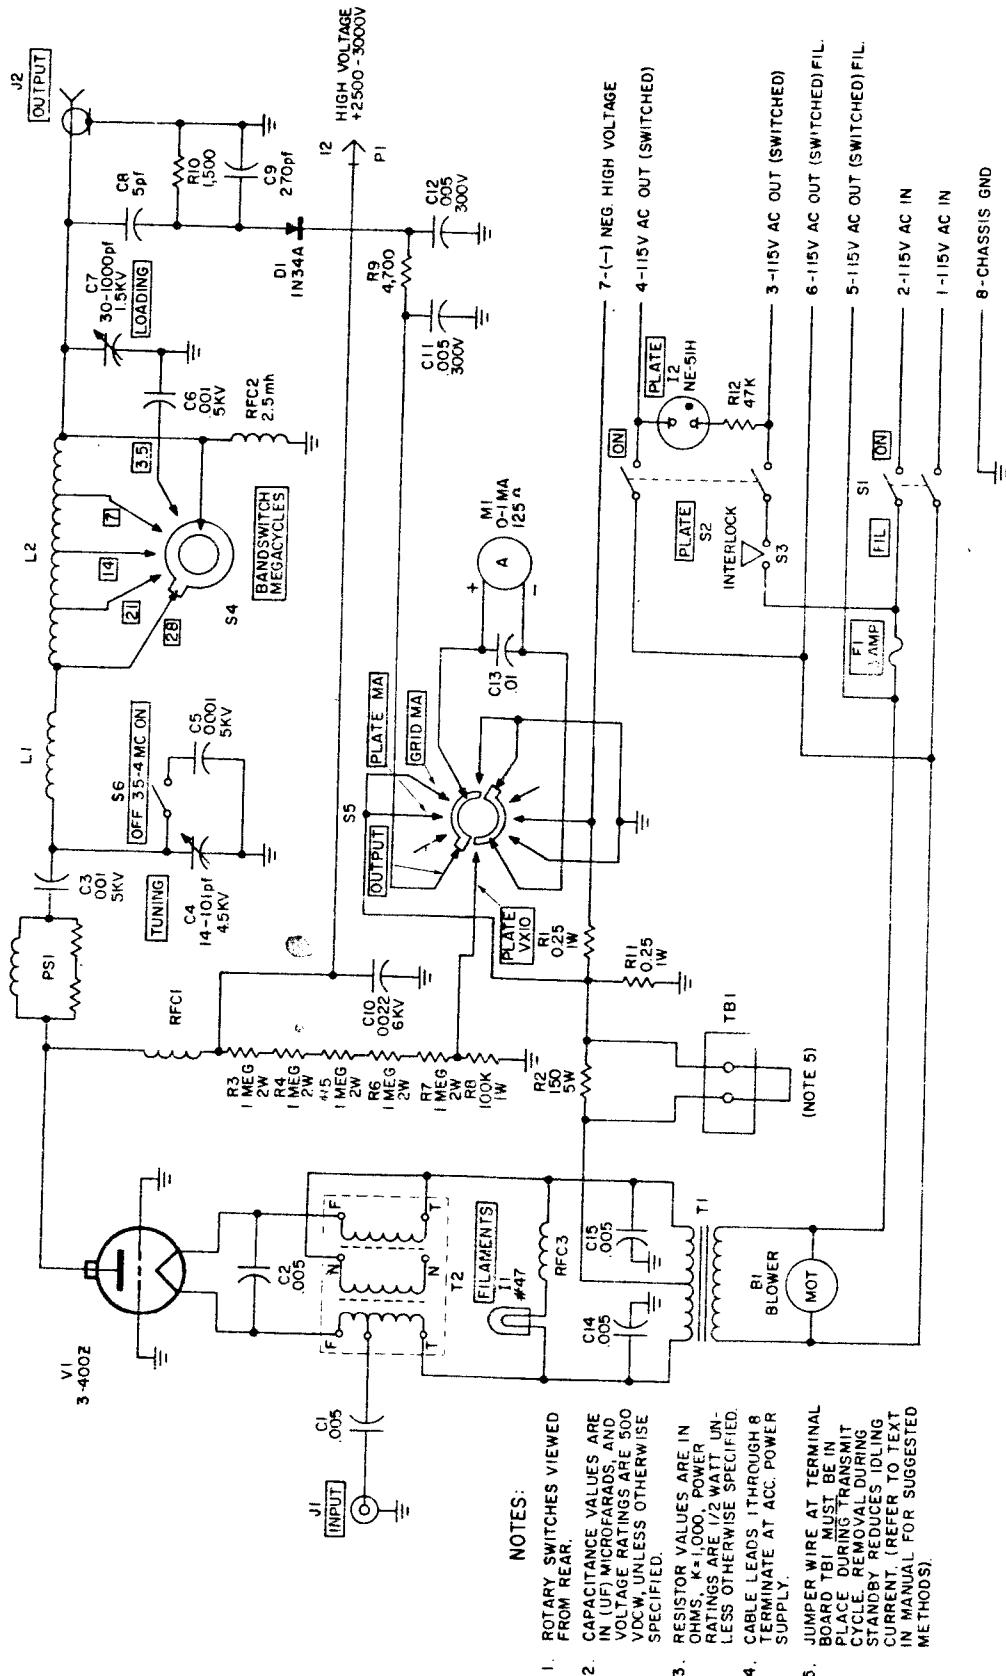 J2
OUTPUT
C8
5pf
R10
1,500
C9
270pf
D1
1N34A
C7
30-1000pf
1.5KV
LOADING
C6
.001
5KV
RFC2
2.5mh
L2
3.5
7
14
21
28
BANDSWITCH
MEGACYCLES
S4
L1
S6
OFF 3.5-4 MC ON
C5
.0001
5KV
TUNING
C4
14-101pf
4.5KV
C3
.001
5KV
PS1
RFC1
V1
3-400Z
12
P1
HIGH VOLTAGE
+2500-3000V
C12
.005
300V
R9
4,700
C11
.005
300V
C10
.0022
6KV
R3
1 MEG
2W
R4
1 MEG
2W
1 MEG
2W
R6
1 MEG
2W
R7
1 MEG
2W
R8
100K
1W
S5
PLATE MA
GRID MA
OUTPUT
PLATE
VX10
M1
0-1MA
125Ω
A
+
-
C13
.01
R1
0.25
1W
R11
0.25
1W
R2
150
5W
TB1
(NOTE 5)
7-(-) NEG. HIGH VOLTAGE
4-115V AC OUT (SWITCHED)
3-115V AC OUT (SWITCHED)
6-115V AC OUT (SWITCHED) FIL.
5-115V AC OUT (SWITCHED) FIL.
2-115V AC IN
1-115V AC IN
8-CHASSIS GND
PLATE
I2
NE-51H
R12
47K
ON
PLATE
S2
INTERLOCK
S3
ON
S1
FIL
F1
AMP
C2
.005
F
N
F
T
N
T
T2
FILAMENTS
I1
#47
RFC3
C15
.005
C14
.005
T1
B1
BLOWER
MOT
C1
.005
J1
INPUT
NOTES:
1. ROTARY SWITCHES VIEWED
FROM REAR.
2. CAPACITANCE VALUES ARE
IN (UF) MICROFARADS, AND
VOLTAGE RATINGS ARE 500
VDCW, UNLESS OTHERWISE
SPECIFIED.
3. RESISTOR VALUES ARE IN
OHMS, K=1,000, POWER
RATINGS ARE 1/2 WATT UN-
LESS OTHERWISE SPECIFIED.
4. CABLE LEADS 1THROUGH 8
TERMINATE AT ACC. POWER
SUPPLY.
5. JUMPER WIRE AT TERMINAL
BOARD TB1 MUST BE IN
PLACE DURING TRANSMIT
CYCLE. REMOVAL DURING
STANDBY REDUCES IDLING
CURRENT. (REFER TO TEXT
IN MANUAL FOR SUGGESTED
METHODS).